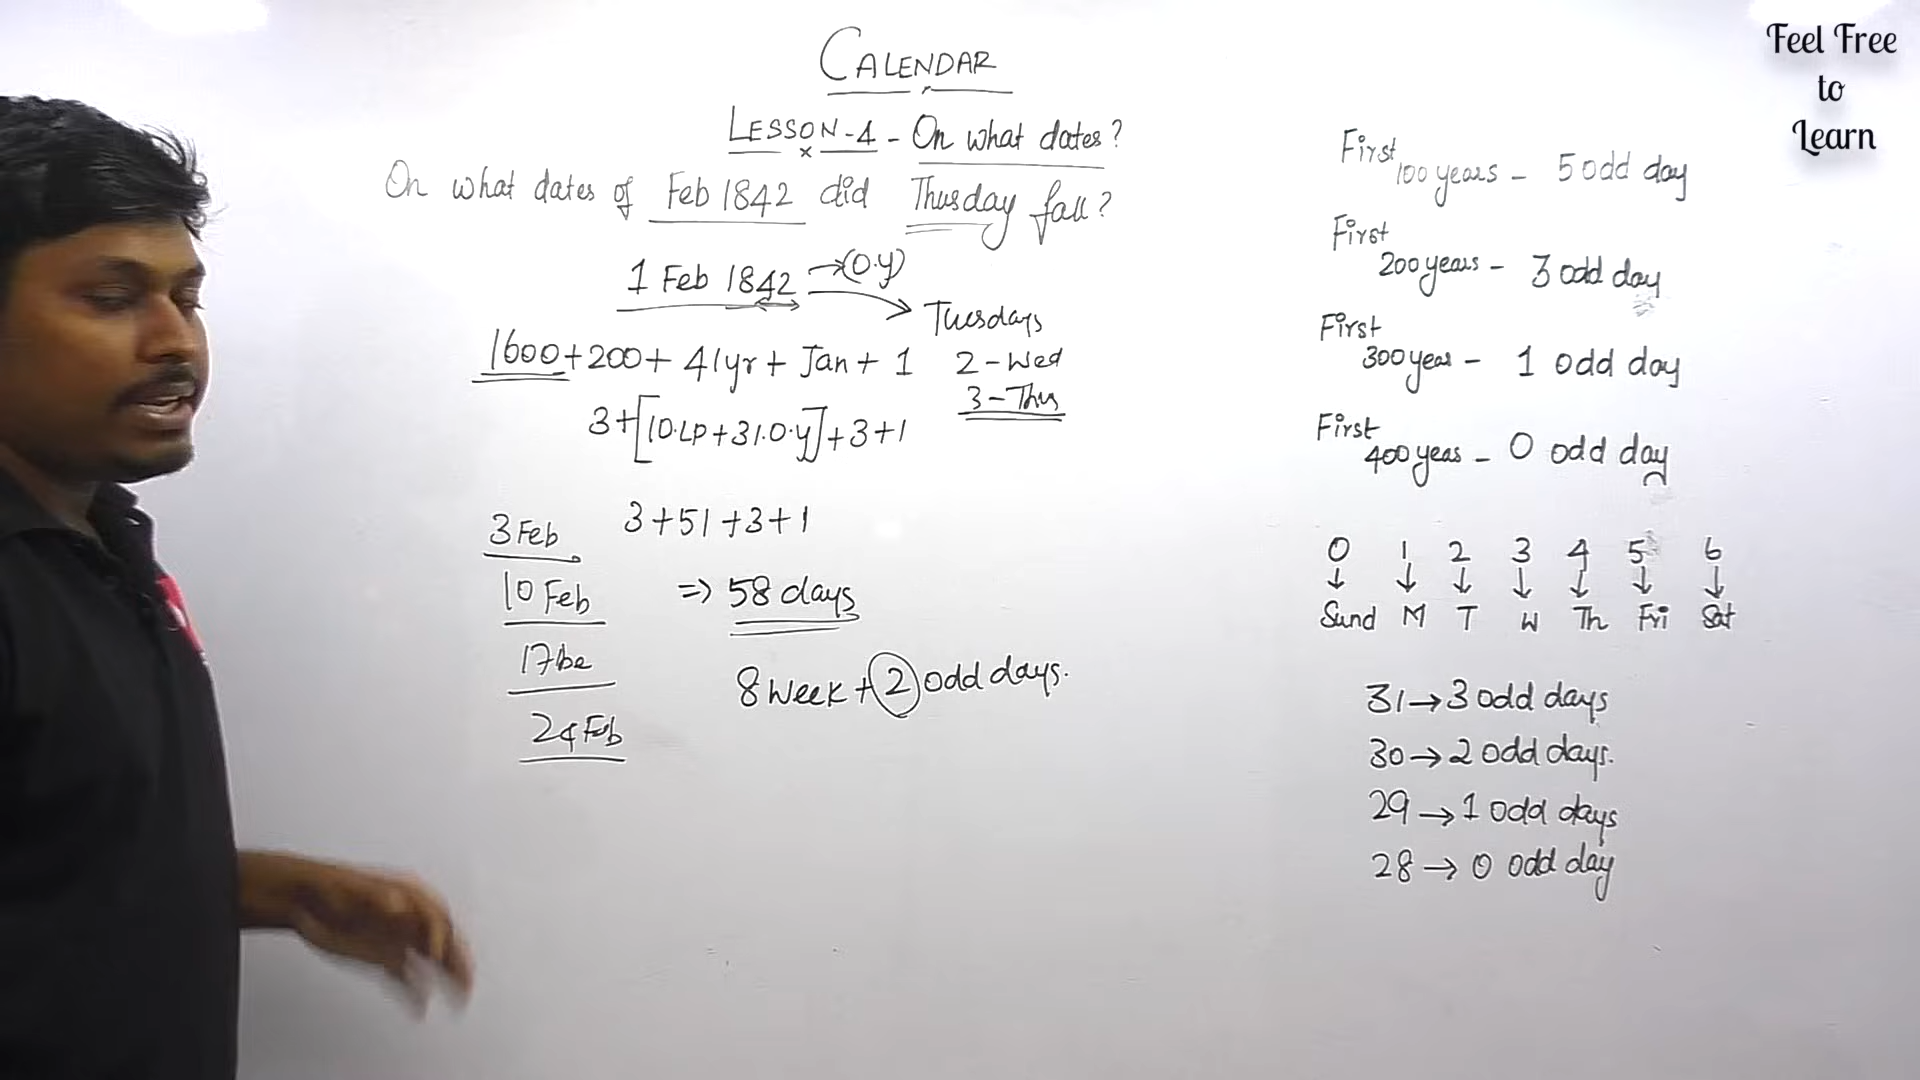 CALENDAR
LESSON-4 - On what dates?
On what dates of Feb 1842 did Thusday fall?
1 Feb 1842 →(O.y)
Tuesdays
1600+200+ 41yr + Jan + 1
2-Wed
3-Thus
3+[10.LP+31.O.y]+3+1
3+51+3+1
⇒ 58 days
8 week + 2 odd days.
3 Feb
10 Feb
24 Feb
First 100 years - 5 odd day
First 200 years - 3 odd day
First 300 year - 1 odd day
First 400 yeas - 0 odd day
0 1 2 3 4 5 6
↓ ↓ ↓ ↓ ↓ ↓ ↓
Sund M T W Th Fri Sat
31→3 odd days
30→2 odd days.
29→1 odd days
28→0 odd day
Feel Free
to
Learn